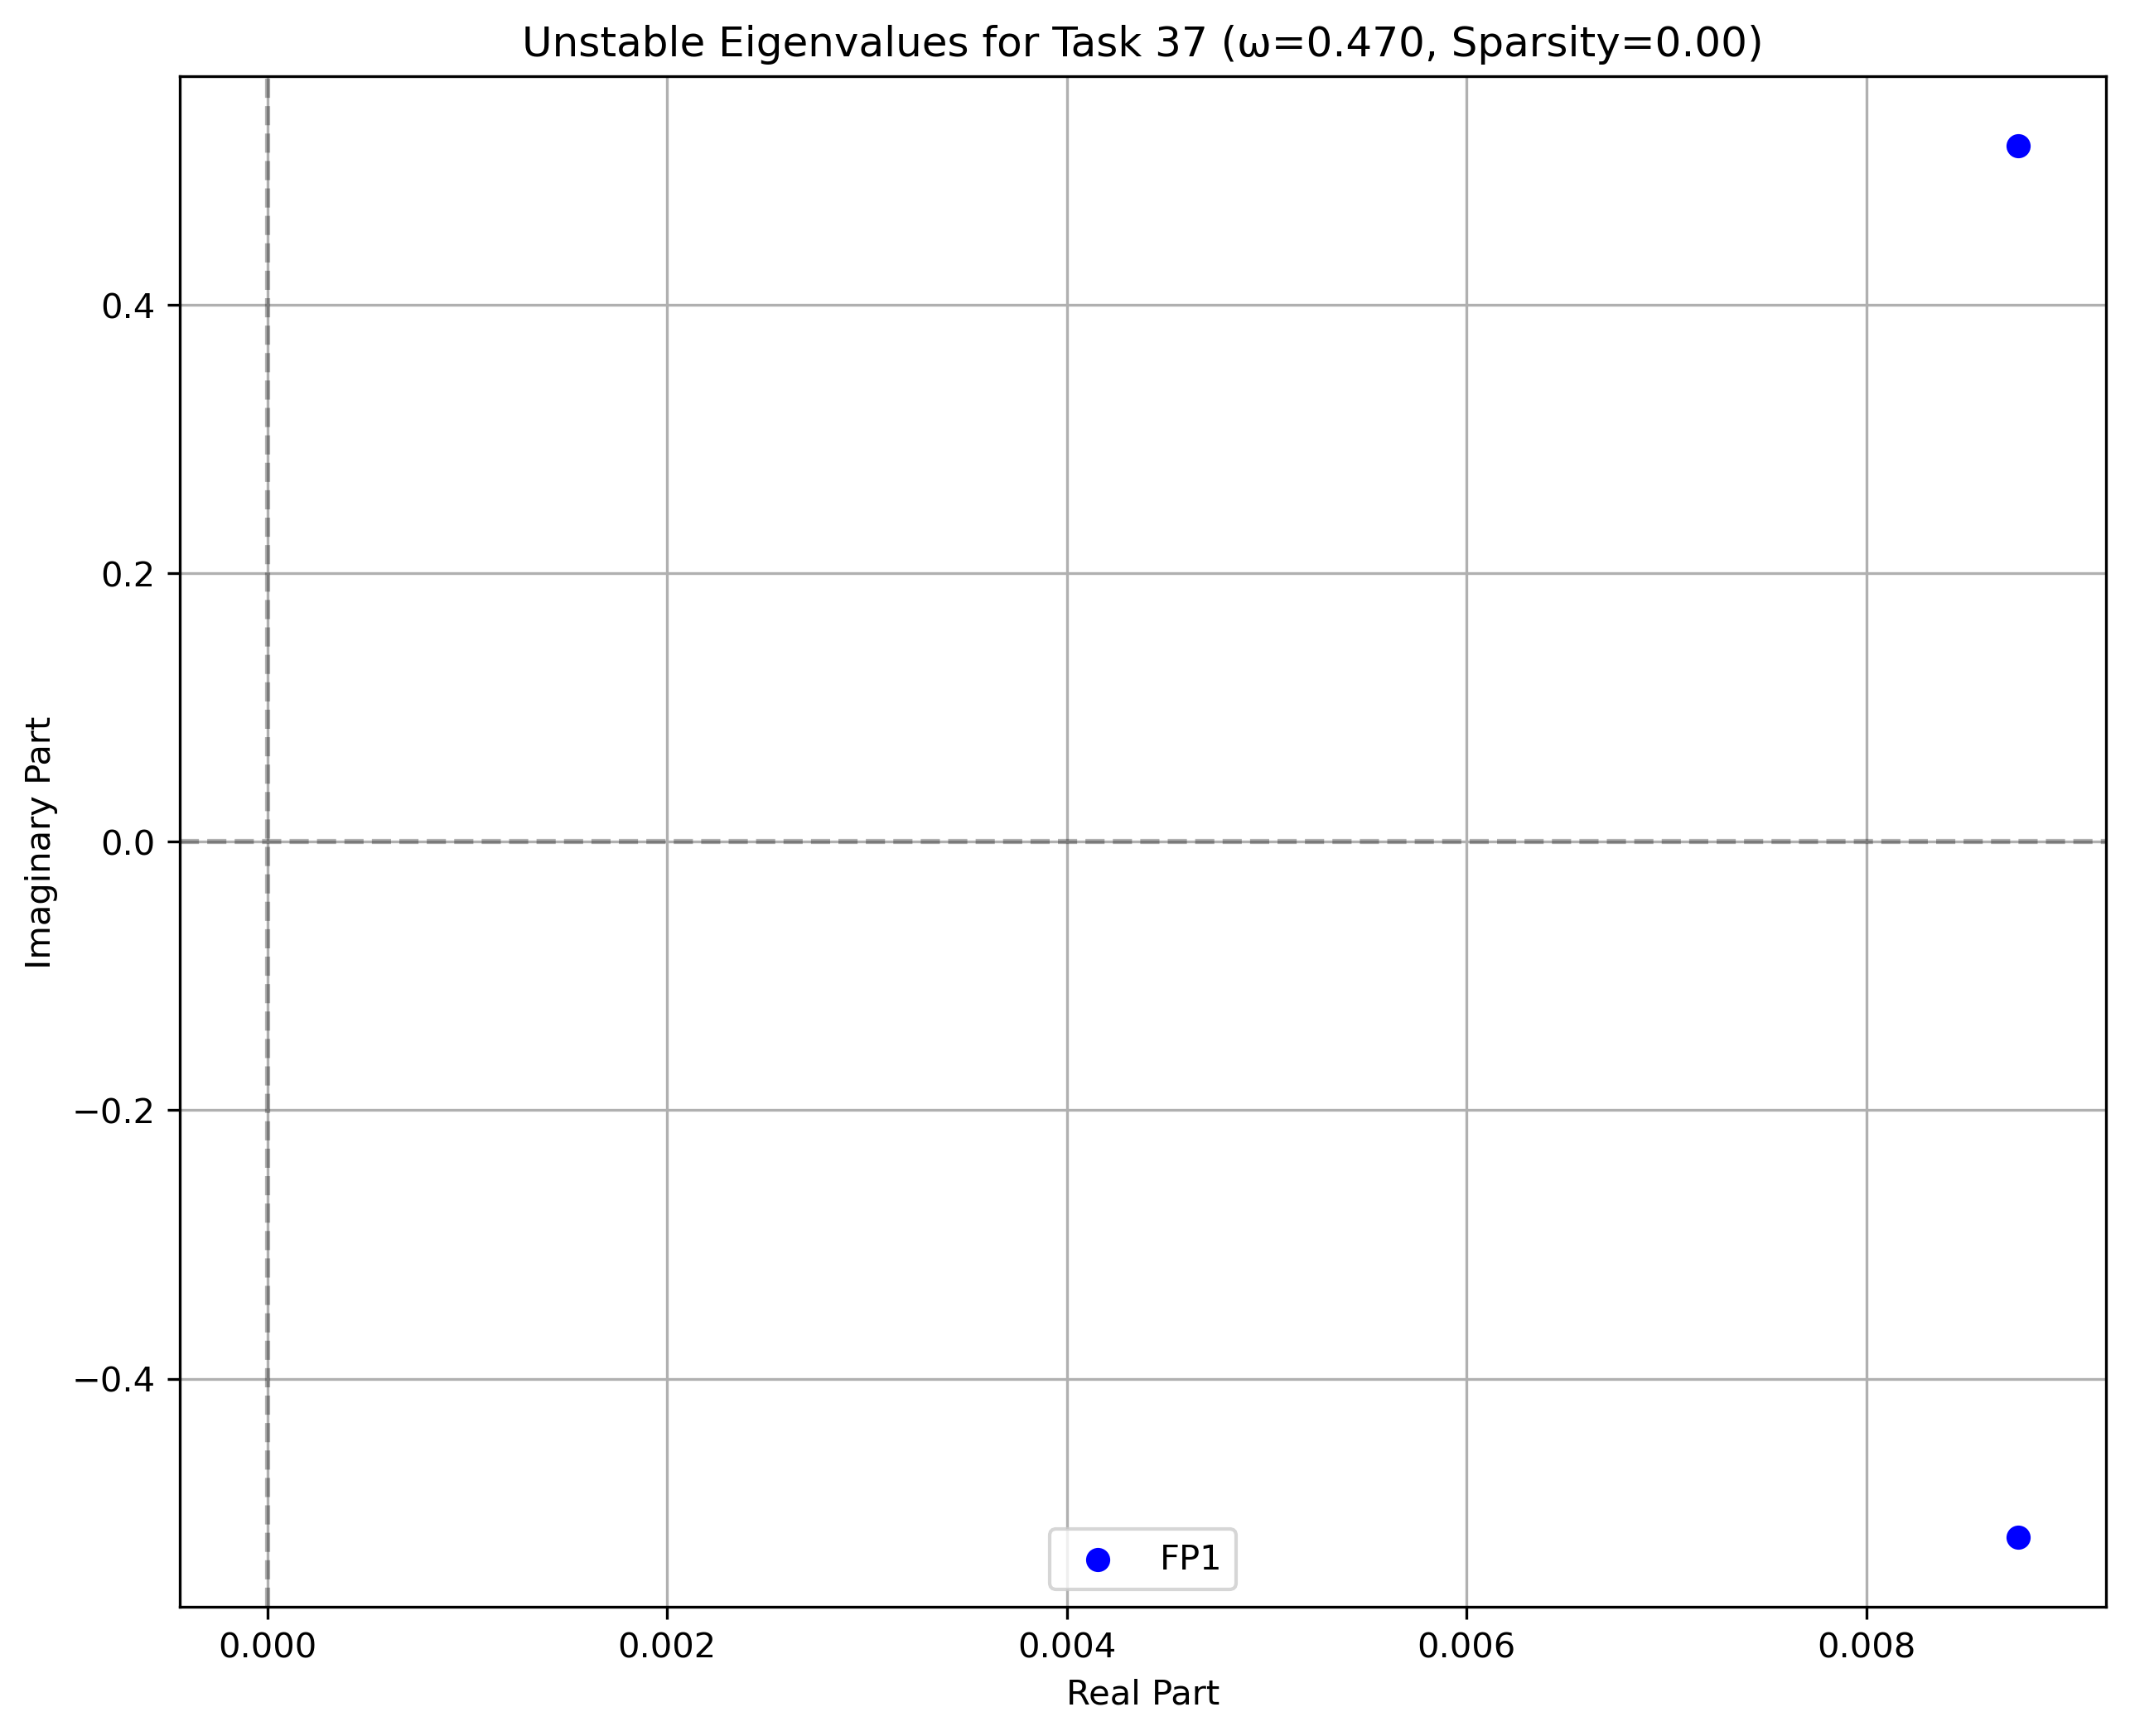 Unstable Eigenvalues for Task 37 (ω=0.470, Sparsity=0.00)
Imaginary Part
0.4
0.2
0.0
−0.2
−0.4
FP1
0.000 0.002 0.004 0.006 0.008
Real Part